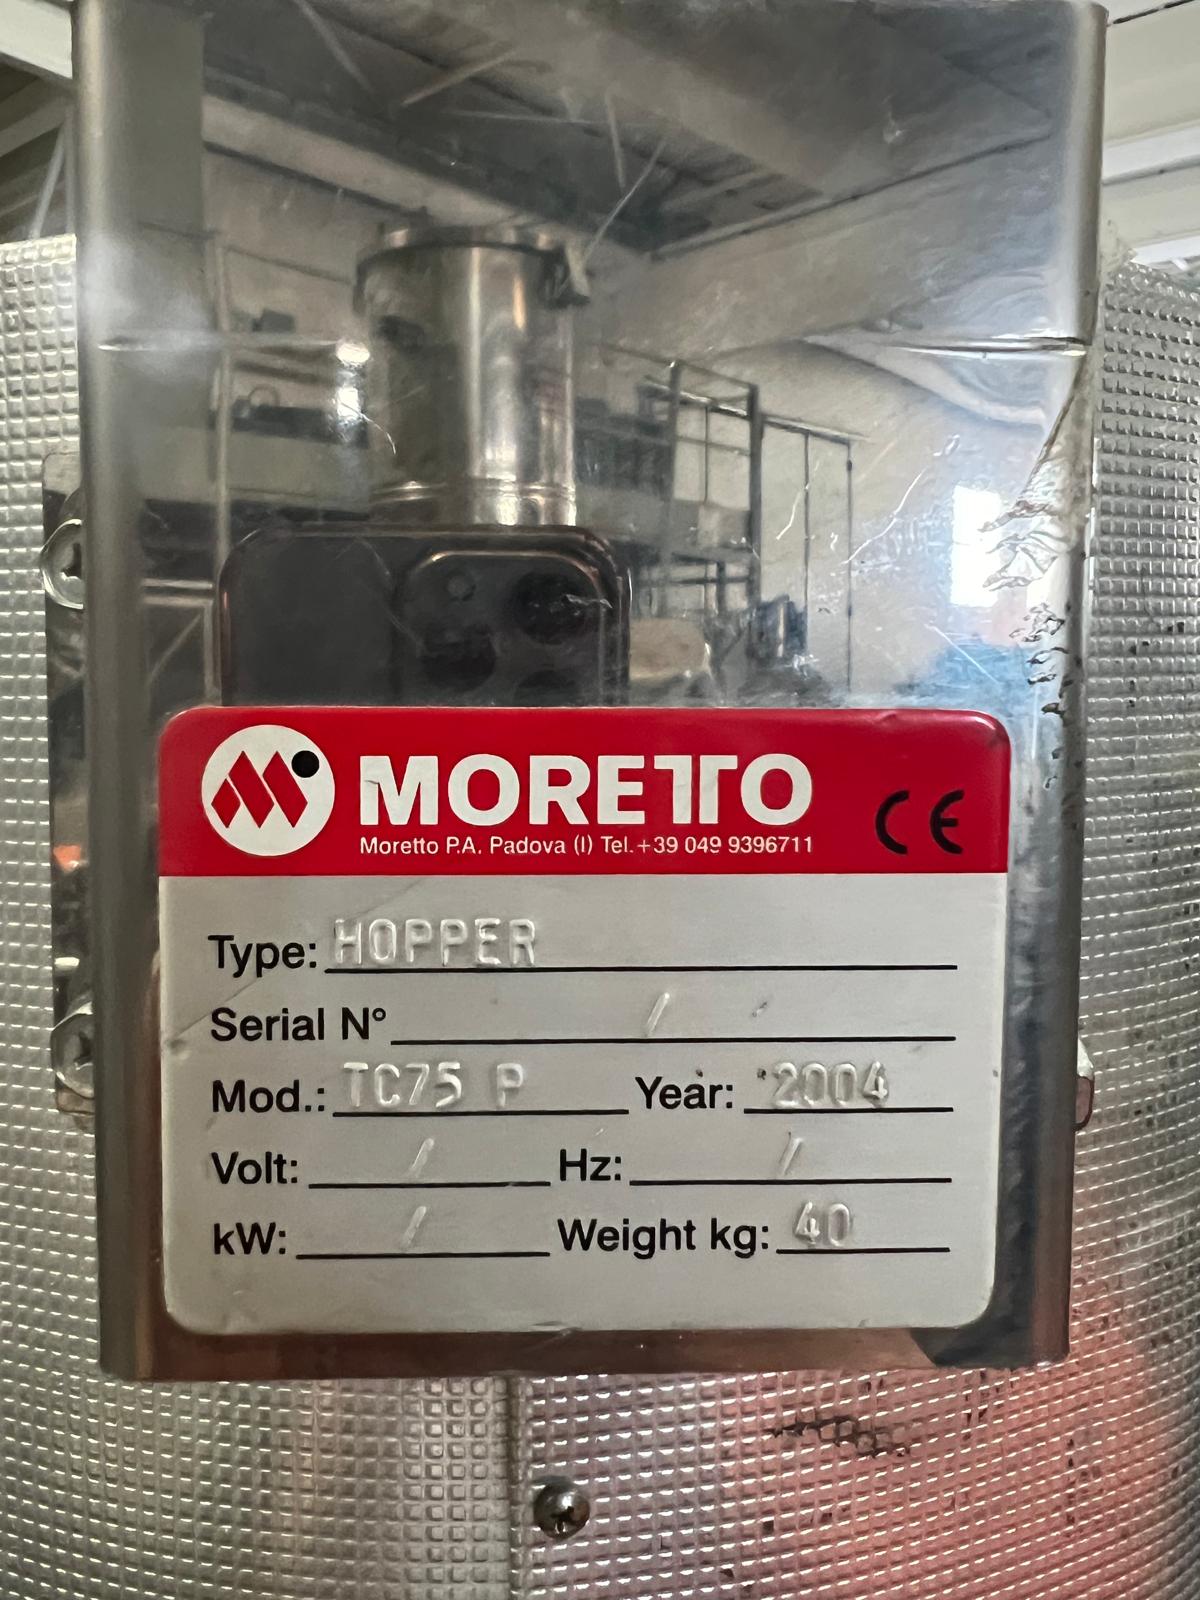 MORETTO
Moretto P.A. Padova (I) Tel.+39 049 9396711
CE
Type: HOPPER
Serial N° /
Mod.: TC75 P Year: 2004
Volt: / Hz: /
kW: / Weight kg: 40